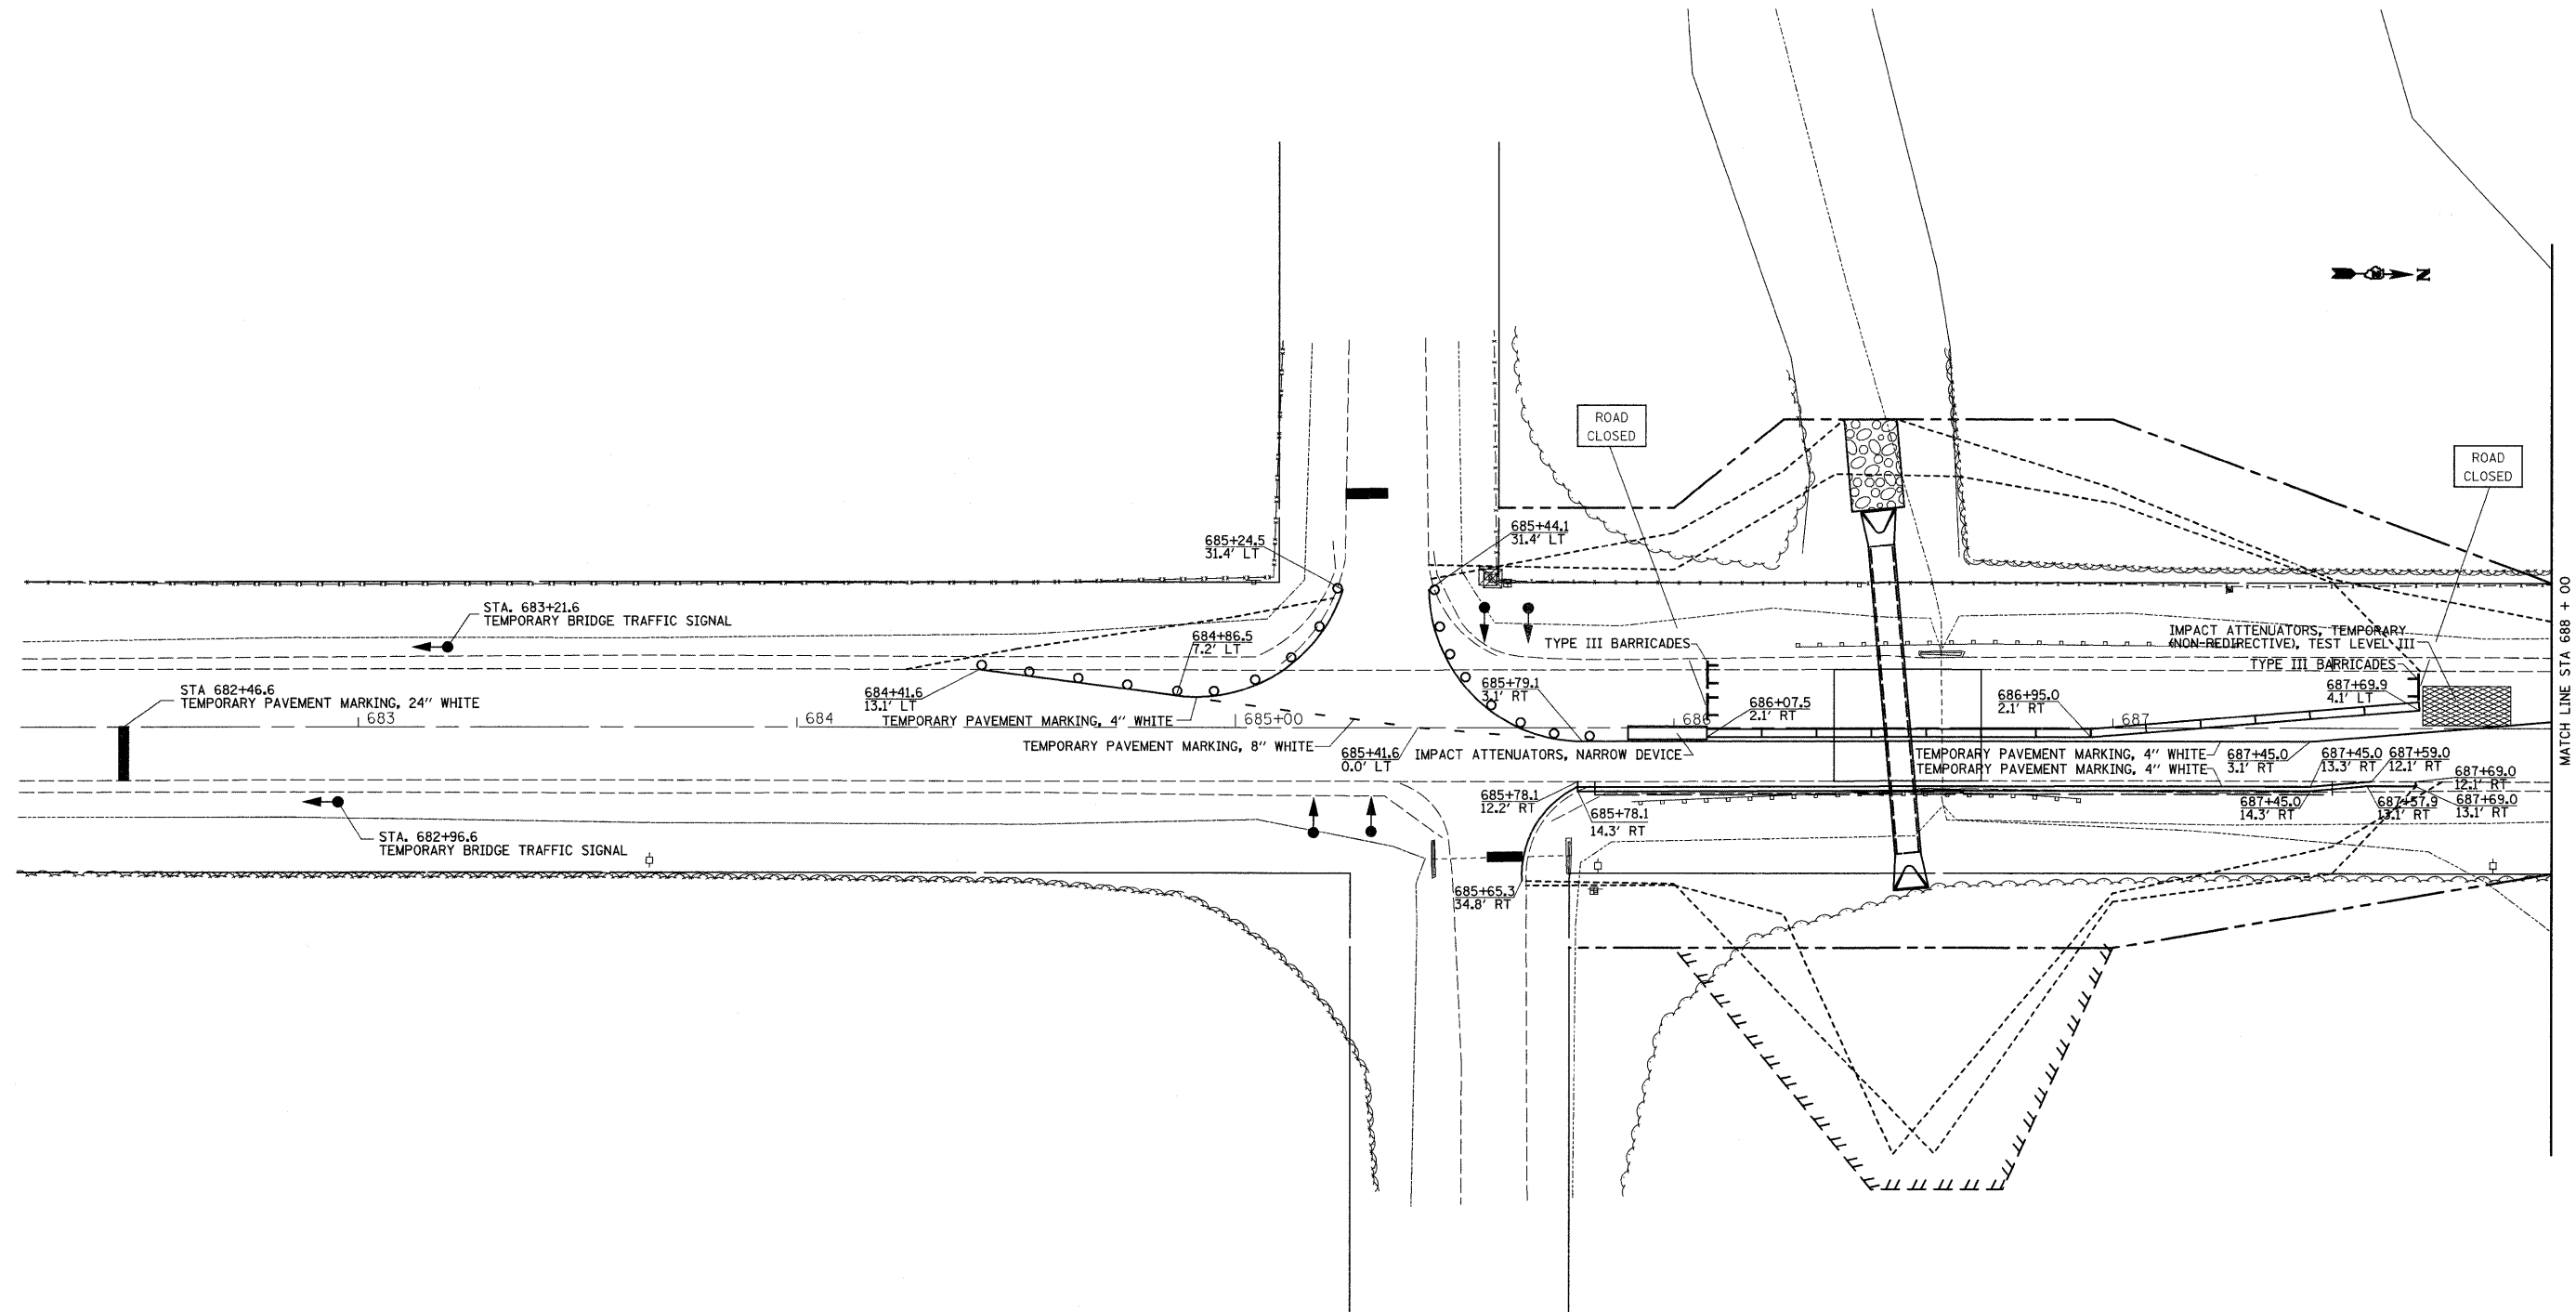 N
ROAD
CLOSED
ROAD
CLOSED
685+24.5
31.4' LT
685+44.1
31.4' LT
STA. 683+21.6
TEMPORARY BRIDGE TRAFFIC SIGNAL
684+86.5
7.2' LT
TYPE III BARRICADES
IMPACT ATTENUATORS, TEMPORARY
(NON-REDIRECTIVE), TEST LEVEL III
TYPE III BARRICADES
STA 682+46.6
TEMPORARY PAVEMENT MARKING, 24" WHITE
684+41.6
13.1' LT
685+79.1
3.1' RT
686+07.5
2.1' RT
686+95.0
2.1' RT
687+69.9
4.1' LT
683
684
685+00
686
687
TEMPORARY PAVEMENT MARKING, 4" WHITE
TEMPORARY PAVEMENT MARKING, 8" WHITE
685+41.6
0.0' LT
IMPACT ATTENUATORS, NARROW DEVICE
TEMPORARY PAVEMENT MARKING, 4" WHITE
TEMPORARY PAVEMENT MARKING, 4" WHITE
687+45.0
3.1' RT
687+45.0
13.3' RT
687+59.0
12.1' RT
687+69.0
12.1' RT
685+78.1
12.2' RT
685+78.1
14.3' RT
687+45.0
14.3' RT
687+57.9
13.1' RT
687+69.0
13.1' RT
STA. 682+96.6
TEMPORARY BRIDGE TRAFFIC SIGNAL
685+65.3
34.8' RT
MATCH LINE STA 688 + 00